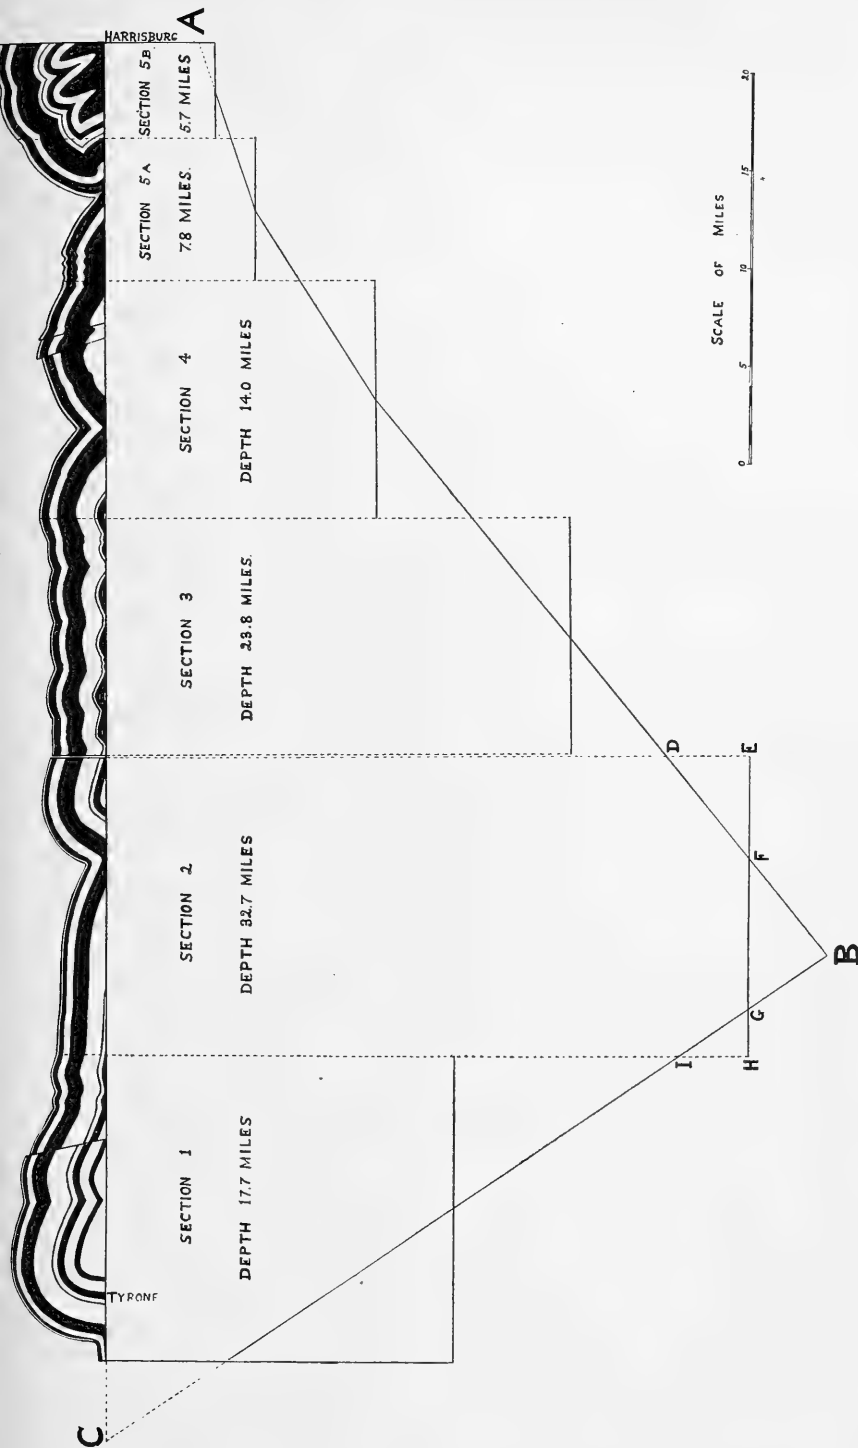 C
TYRONE
HARRISBURG
A
SECTION 1
DEPTH 17.7 MILES
SECTION 2
DEPTH 32.7 MILES
SECTION 3
DEPTH 23.8 MILES.
SECTION 4
DEPTH 14.0 MILES
SECTION 5A
7.8 MILES.
SECTION 5B
5.7 MILES
I
D
H
G
F
E
B
SCALE OF MILES
0 5 10 15 20